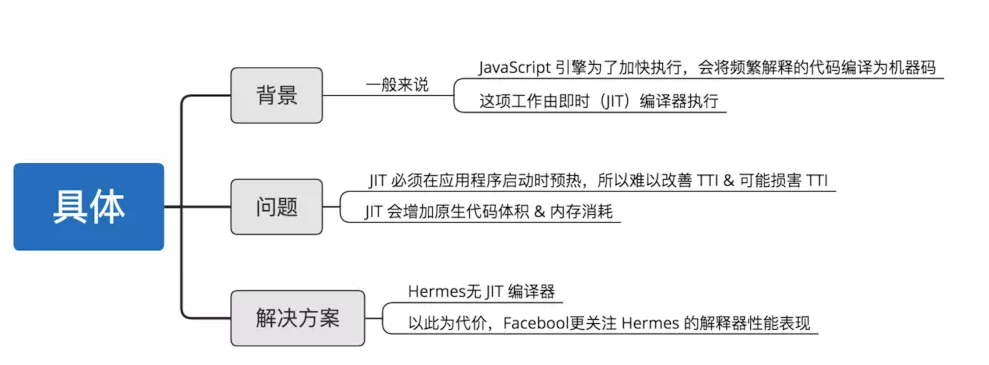 具体
背景
一般来说
JavaScript 引擎为了加快执行，会将频繁解释的代码编译为机器码
这项工作由即时（JIT）编译器执行
问题
JIT 必须在应用程序启动时预热，所以难以改善 TTI & 可能损害 TTI
JIT 会增加原生代码体积 & 内存消耗
解决方案
Hermes无 JIT 编译器
以此为代价，Facebool更关注 Hermes 的解释器性能表现